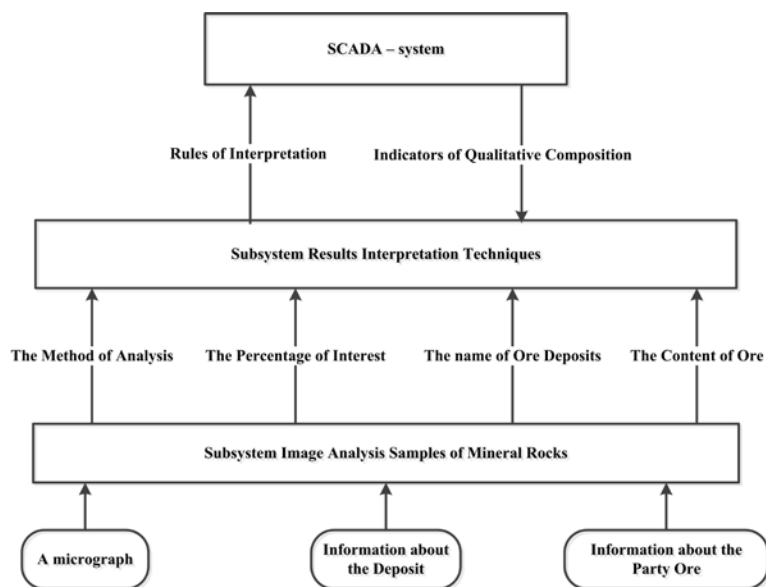 SCADA – system
Rules of Interpretation
Indicators of Qualitative Composition
Subsystem Results Interpretation Techniques
The Method of Analysis
The Percentage of Interest
The name of Ore Deposits
The Content of Ore
Subsystem Image Analysis Samples of Mineral Rocks
A micrograph
Information about
the Deposit
Information about the
Party Ore